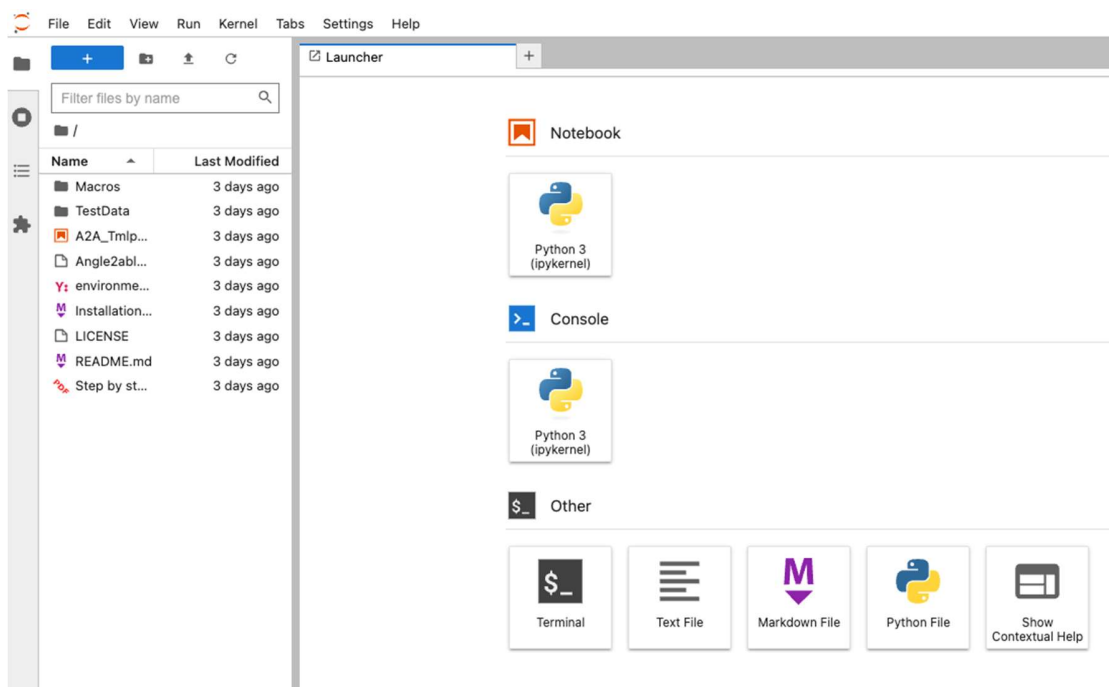 File Edit View Run Kernel Tabs Settings Help
+
Launcher
+
Filter files by name
/
Name Last Modified
Macros 3 days ago
TestData 3 days ago
A2A_Tmlp... 3 days ago
Angle2abl... 3 days ago
Y: environme... 3 days ago
M Installation... 3 days ago
LICENSE 3 days ago
M README.md 3 days ago
PDF Step by st... 3 days ago
Notebook
Python 3
(ipykernel)
>_ Console
Python 3
(ipykernel)
$_ Other
$_
Terminal
Text File
M
Markdown File
Python File
Show
Contextual Help